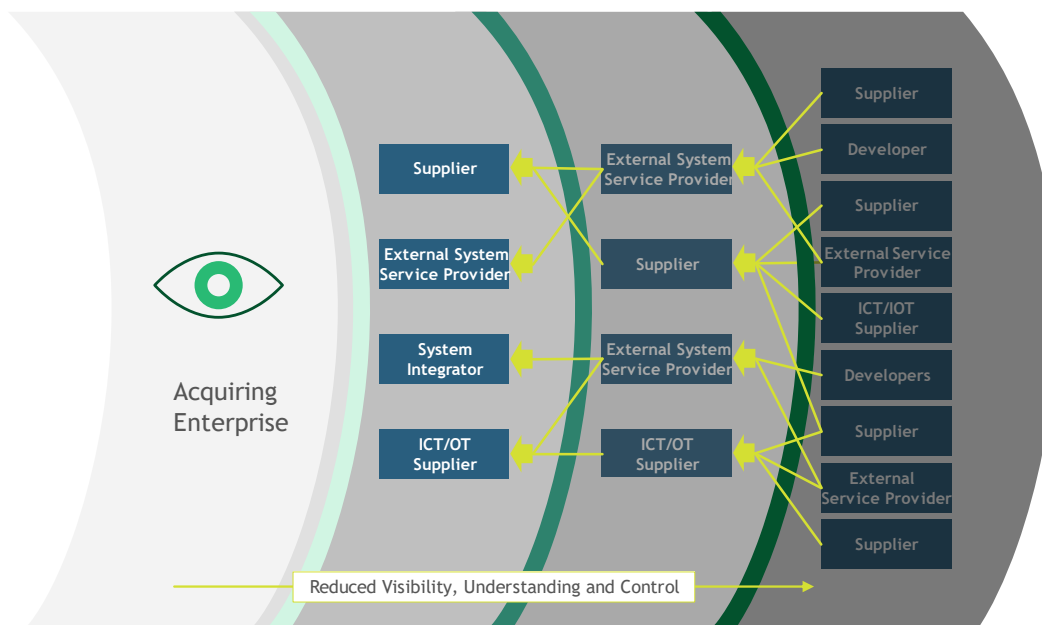 Acquiring
Enterprise
Supplier
External System
Service Provider
System
Integrator
ICT/OT
Supplier
External System
Service Provider
Supplier
External System
Service Provider
ICT/OT
Supplier
Supplier
Developer
Supplier
External Service
Provider
ICT/IOT
Supplier
Developers
Supplier
External
Service Provider
Supplier
Reduced Visibility, Understanding and Control